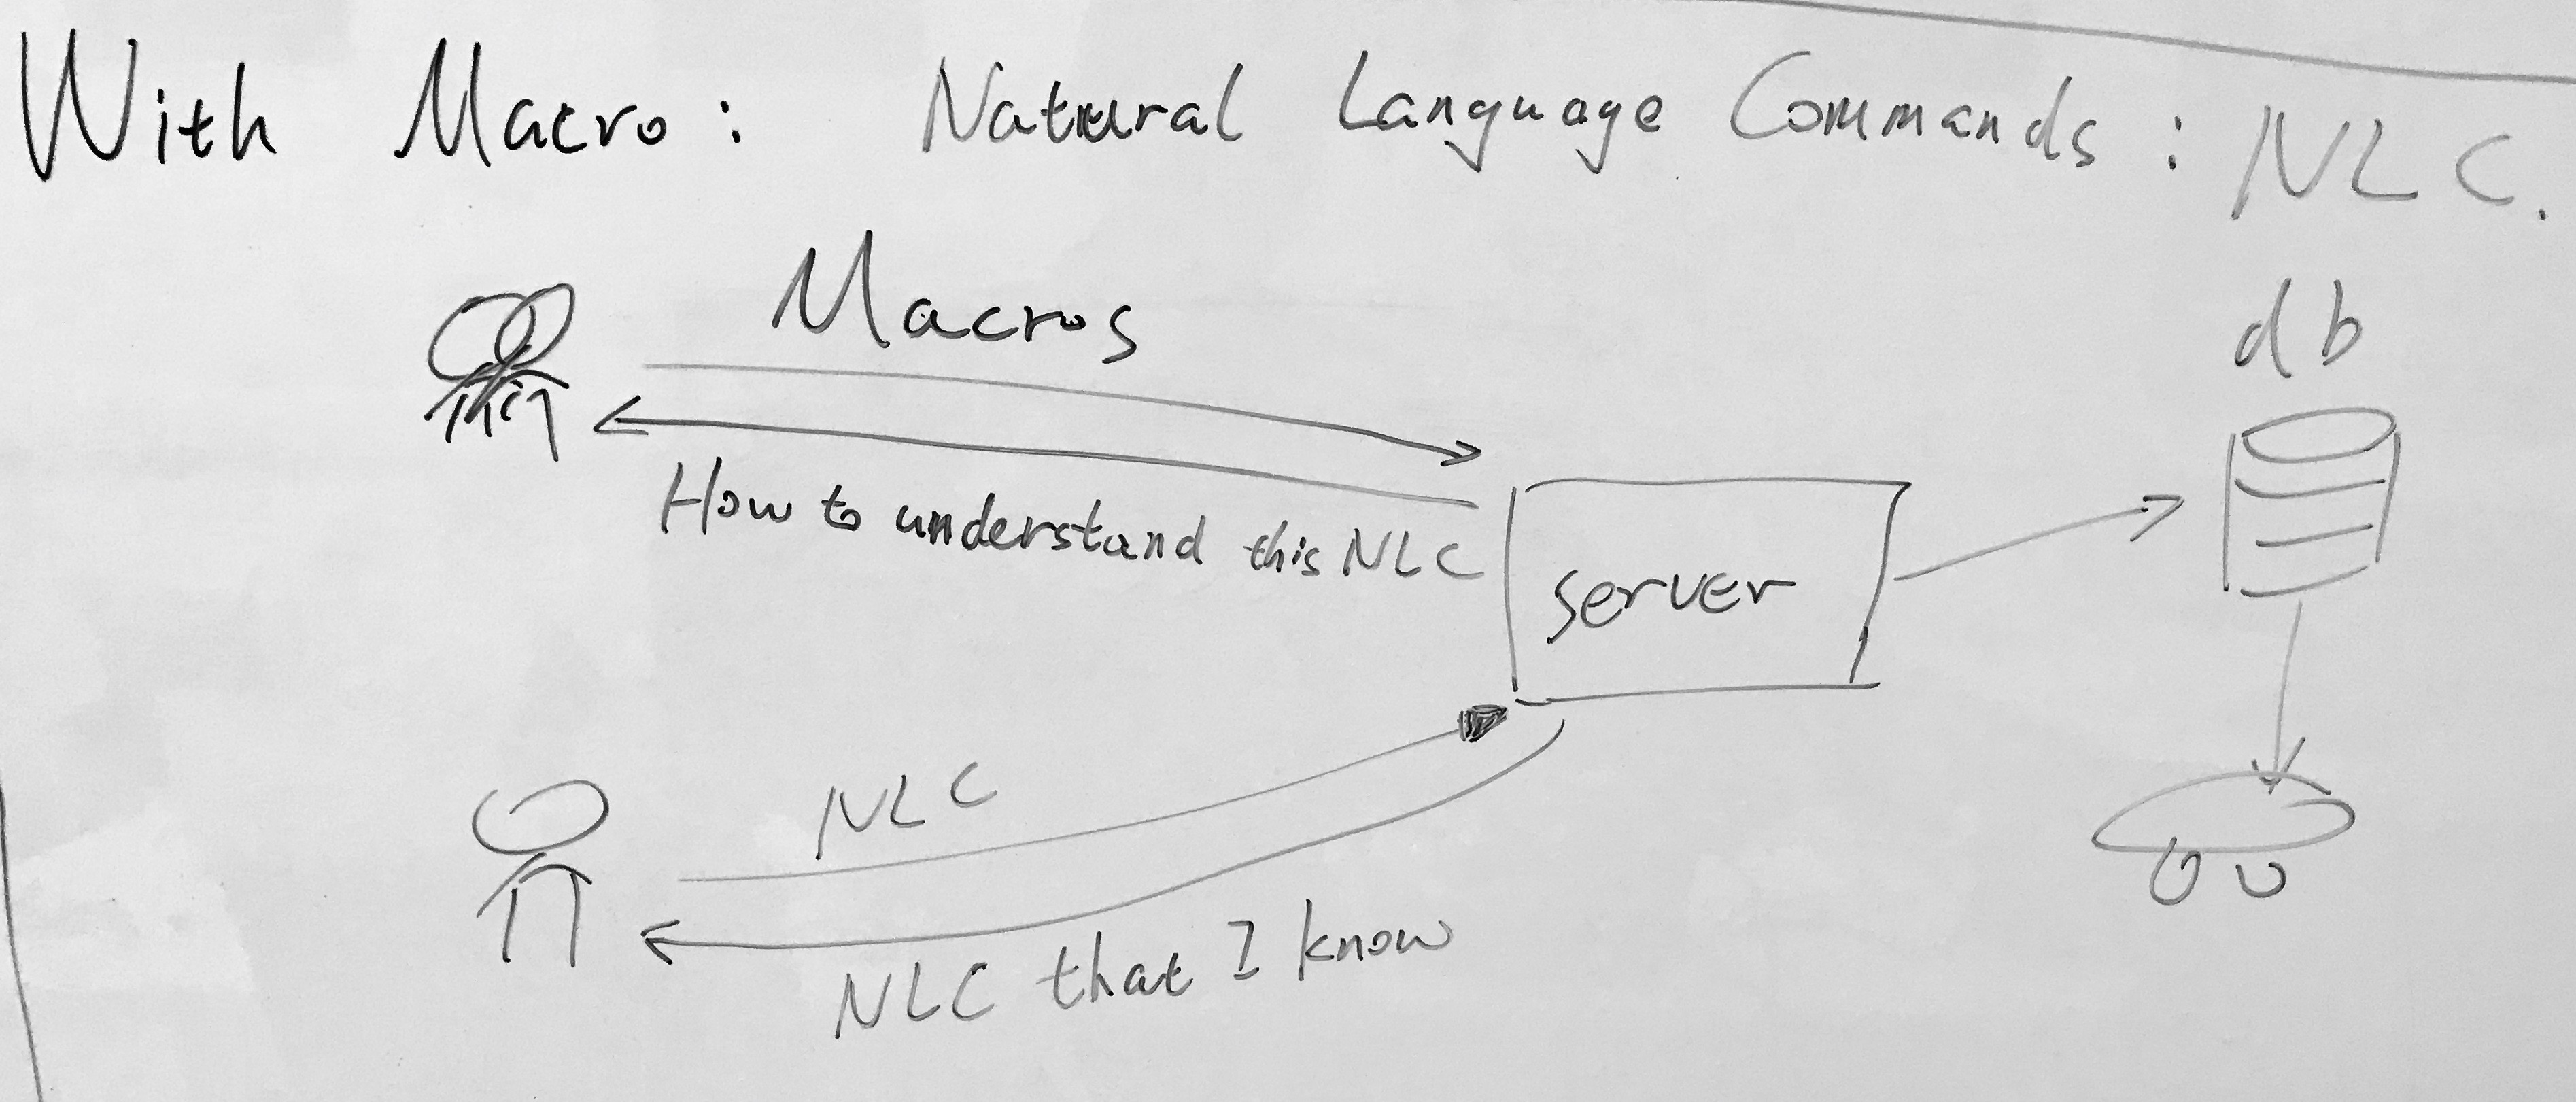 With Macro: Natural Language Commands: NLC.
Macros
db
How to understand this NLC
server
NLC
NLC that I know